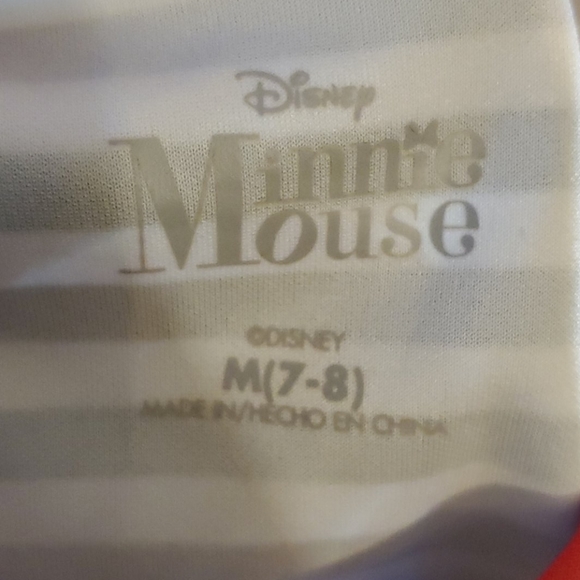 Disney
Minnie
Mouse
©DISNEY
M(7-8)
MADE IN/HECHO EN CHINA